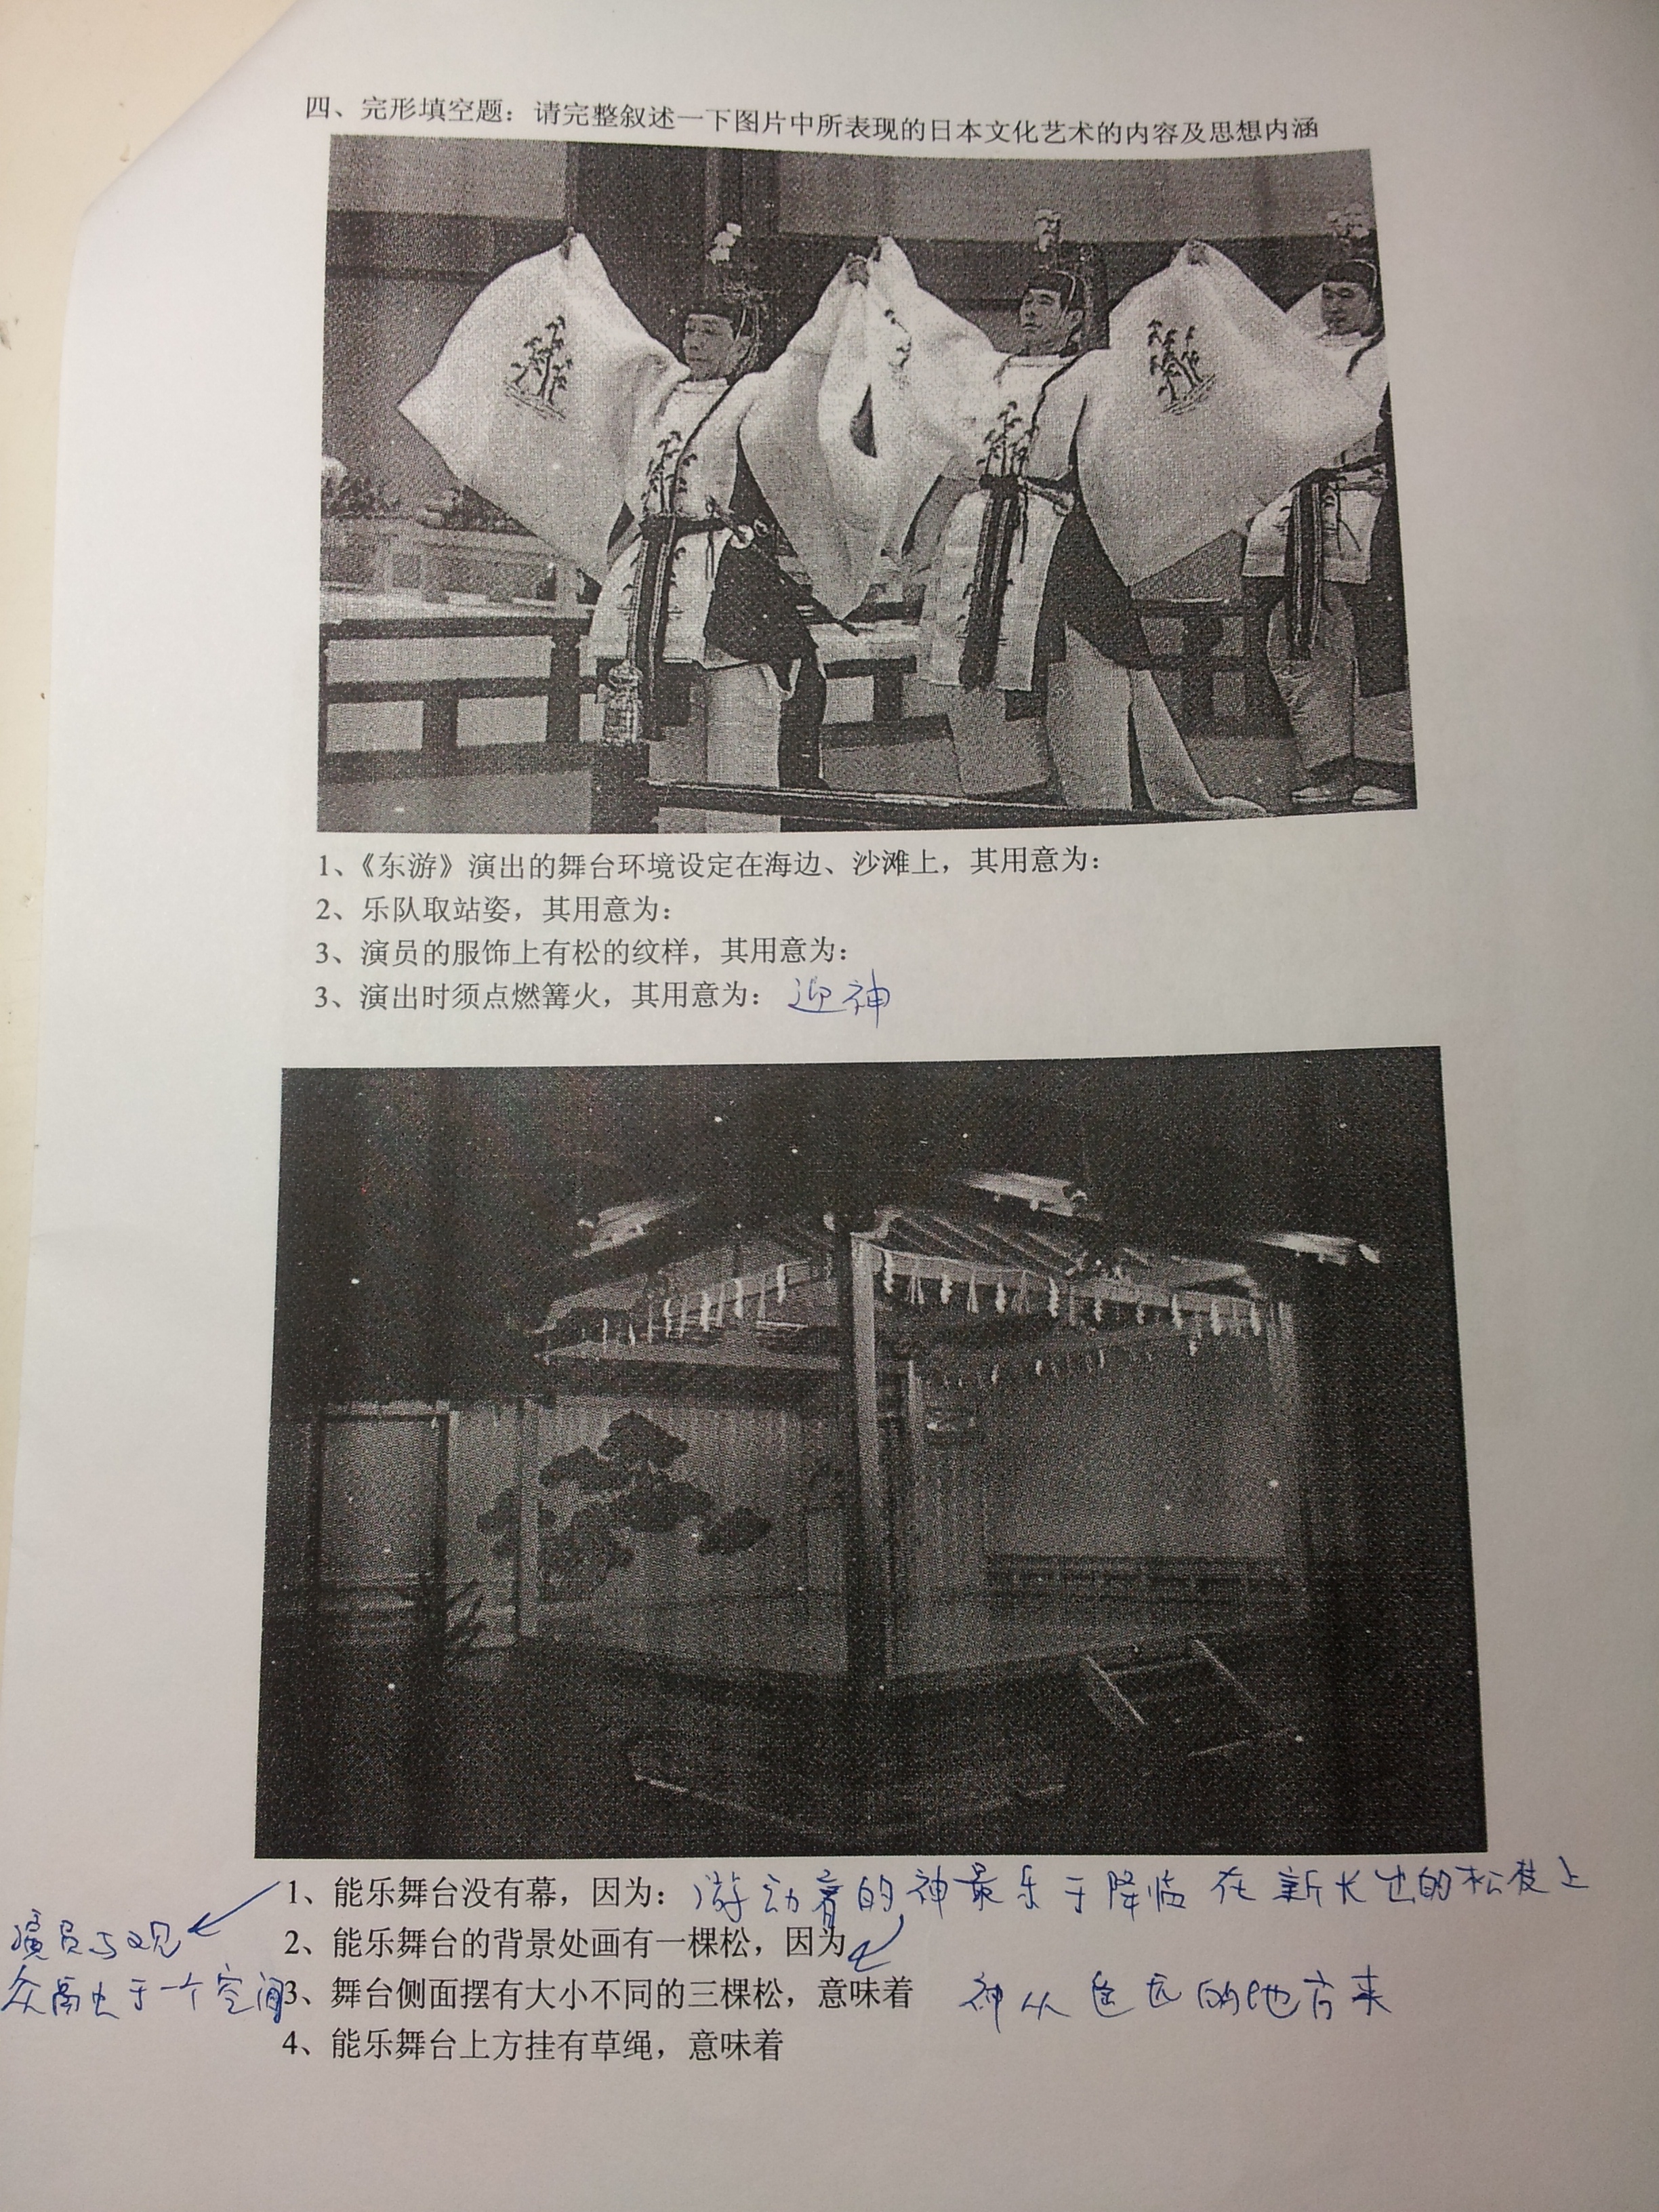 四、完形填空题：请完整叙述一下图片中所表现的日本文化艺术的内容及思想内涵
1、《东游》演出的舞台环境设定在海边、沙滩上，其用意为：
2、乐队取站姿，其用意为：
3、演员的服饰上有松的纹样，其用意为：
3、演出时须点燃篝火，其用意为：迎神
1、能乐舞台没有幕，因为：游动着的神最乐于降临在新长出的松枝上
演员与观
2、能乐舞台的背景处画有一棵松，因为
众需出于一个空间
3、舞台侧面摆有大小不同的三棵松，意味着 神从遥远的地方来
4、能乐舞台上方挂有草绳，意味着